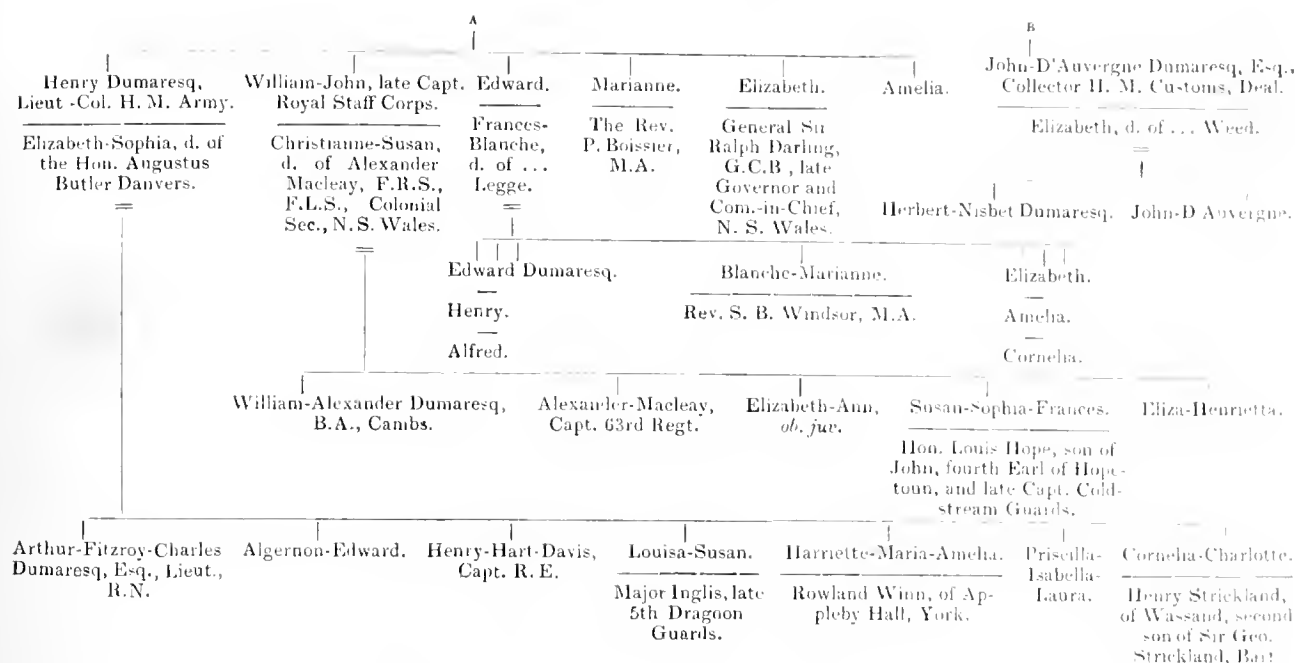 A
B
Henry Dumaresq,
Lieut.-Col. H. M. Army.
Elizabeth-Sophia, d. of
the Hon. Augustus
Butler Danvers.
William-John, late Capt.
Royal Staff Corps.
Christianne-Susan,
d. of Alexander
Macleay, F.R.S.,
F.L.S., Colonial
Sec., N. S. Wales.
Edward.
Frances-
Blanche,
d. of ...
Legge.
Marianne.
The Rev.
P. Boissier,
M.A.
Elizabeth.
General Sir
Ralph Darling,
G.C.B., late
Governor and
Com.-in-Chief,
N. S. Wales.
Amelia.
John-D'Auvergne Dumaresq, Esq.,
Collector H. M. Customs, Deal.
Elizabeth, d. of ... Weed.
Herbert-Nisbet Dumaresq.
John-D'Auvergne.
Edward Dumaresq.
Henry.
Alfred.
Blanche-Marianne.
Rev. S. B. Windsor, M.A.
Elizabeth.
Amelia.
Cornelia.
William-Alexander Dumaresq,
B.A., Cambs.
Alexander-Macleay,
Capt. 63rd Regt.
Elizabeth-Ann,
ob. juv.
Susan-Sophia-Frances.
Hon. Louis Hope, son of
John, fourth Earl of Hope-
toun, and late Capt. Cold-
stream Guards.
Eliza-Henrietta.
Arthur-Fitzroy-Charles
Dumaresq, Esq., Lieut.,
R.N.
Algernon-Edward.
Henry-Hart-Davis,
Capt. R. E.
Louisa-Susan.
Major Inglis, late
5th Dragoon
Guards.
Harriette-Maria-Amelia.
Rowland Winn, of Ap-
pleby Hall, York.
Priscilla-
Isabella-
Laura.
Cornelia-Charlotte.
Henry Strickland,
of Wassand, second
son of Sir Geo.
Strickland, Bart.